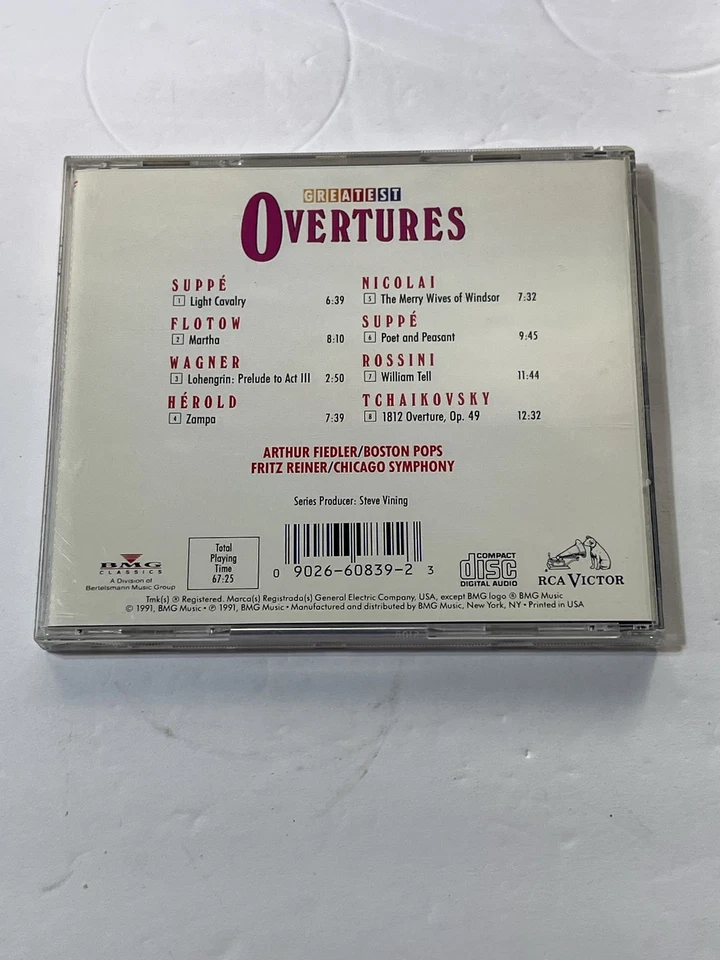 GREATEST
OVERTURES
SUPPÉ
1 Light Cavalry 6:39
FLOTOW
2 Martha 8:10
WAGNER
3 Lohengrin: Prelude to Act III 2:50
HÉROLD
4 Zampa 7:39
NICOLAI
5 The Merry Wives of Windsor 7:32
SUPPÉ
6 Poet and Peasant 9:45
ROSSINI
7 William Tell 11:44
TCHAIKOVSKY
8 1812 Overture, Op. 49 12:32
ARTHUR FIEDLER/BOSTON POPS
FRITZ REINER/CHICAGO SYMPHONY
Series Producer: Steve Vining
BMG
CLASSICS
A Division of
Bertelsmann Music Group
Total
Playing
Time
67:25
0 9026-60839-2 3
COMPACT
disc
DIGITAL AUDIO
RCA VICTOR
Tmk(s) ® Registered. Marca(s) Registrada(s) General Electric Company, USA, except BMG logo ® BMG Music
© 1991, BMG Music • ℗ 1991, BMG Music • Manufactured and distributed by BMG Music, New York, NY • Printed in USA